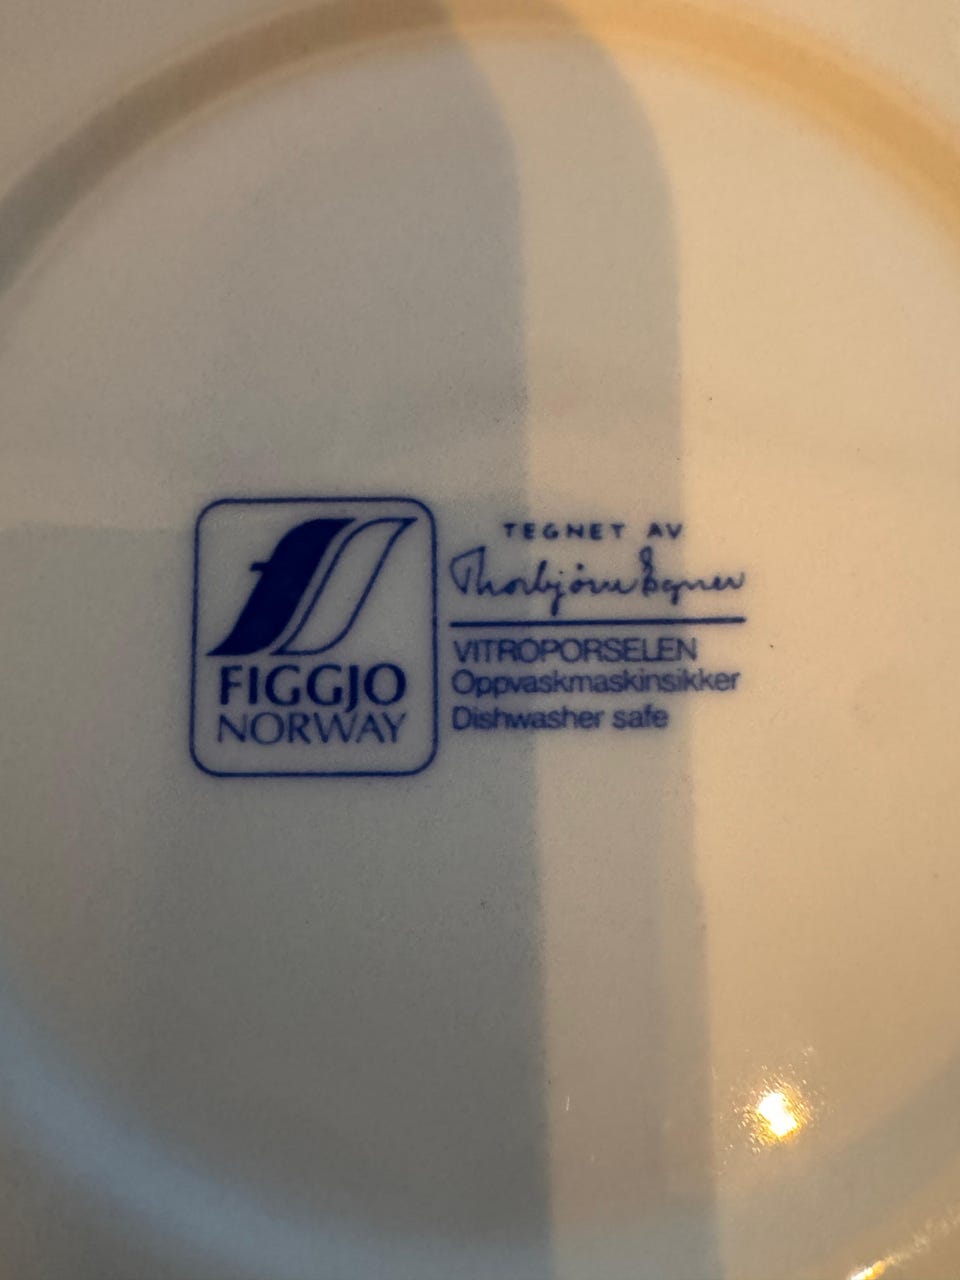 FIGGJO
NORWAY
TEGNET AV
Thorbjørn Egner
VITROPORSELEN
Oppvaskmaskinsikker
Dishwasher safe